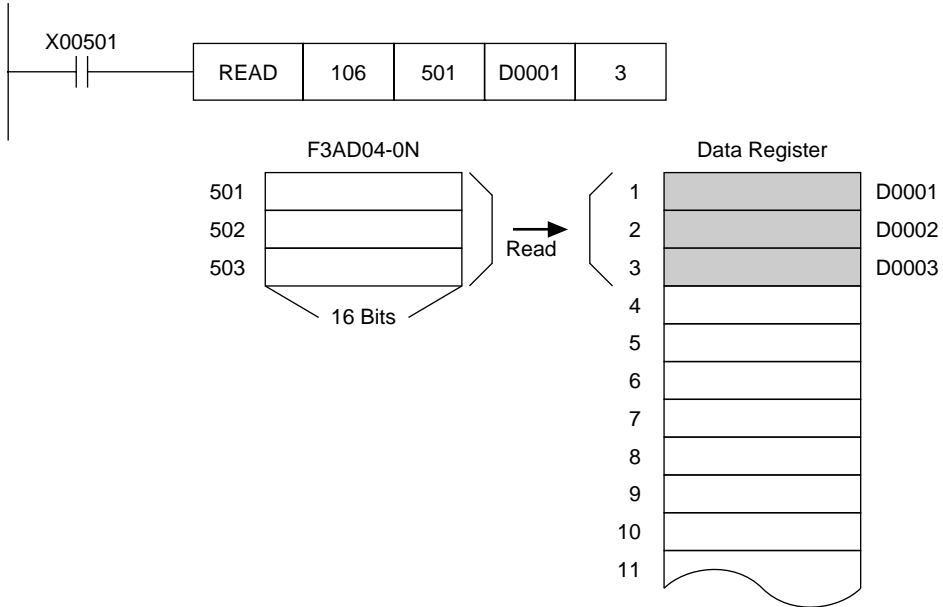 X00501
READ 106 501 D0001 3
F3AD04-0N Data Register
501 1 D0001
502 2 D0002
Read
503 3 D0003
16 Bits 4
5
6
7
8
9
10
11